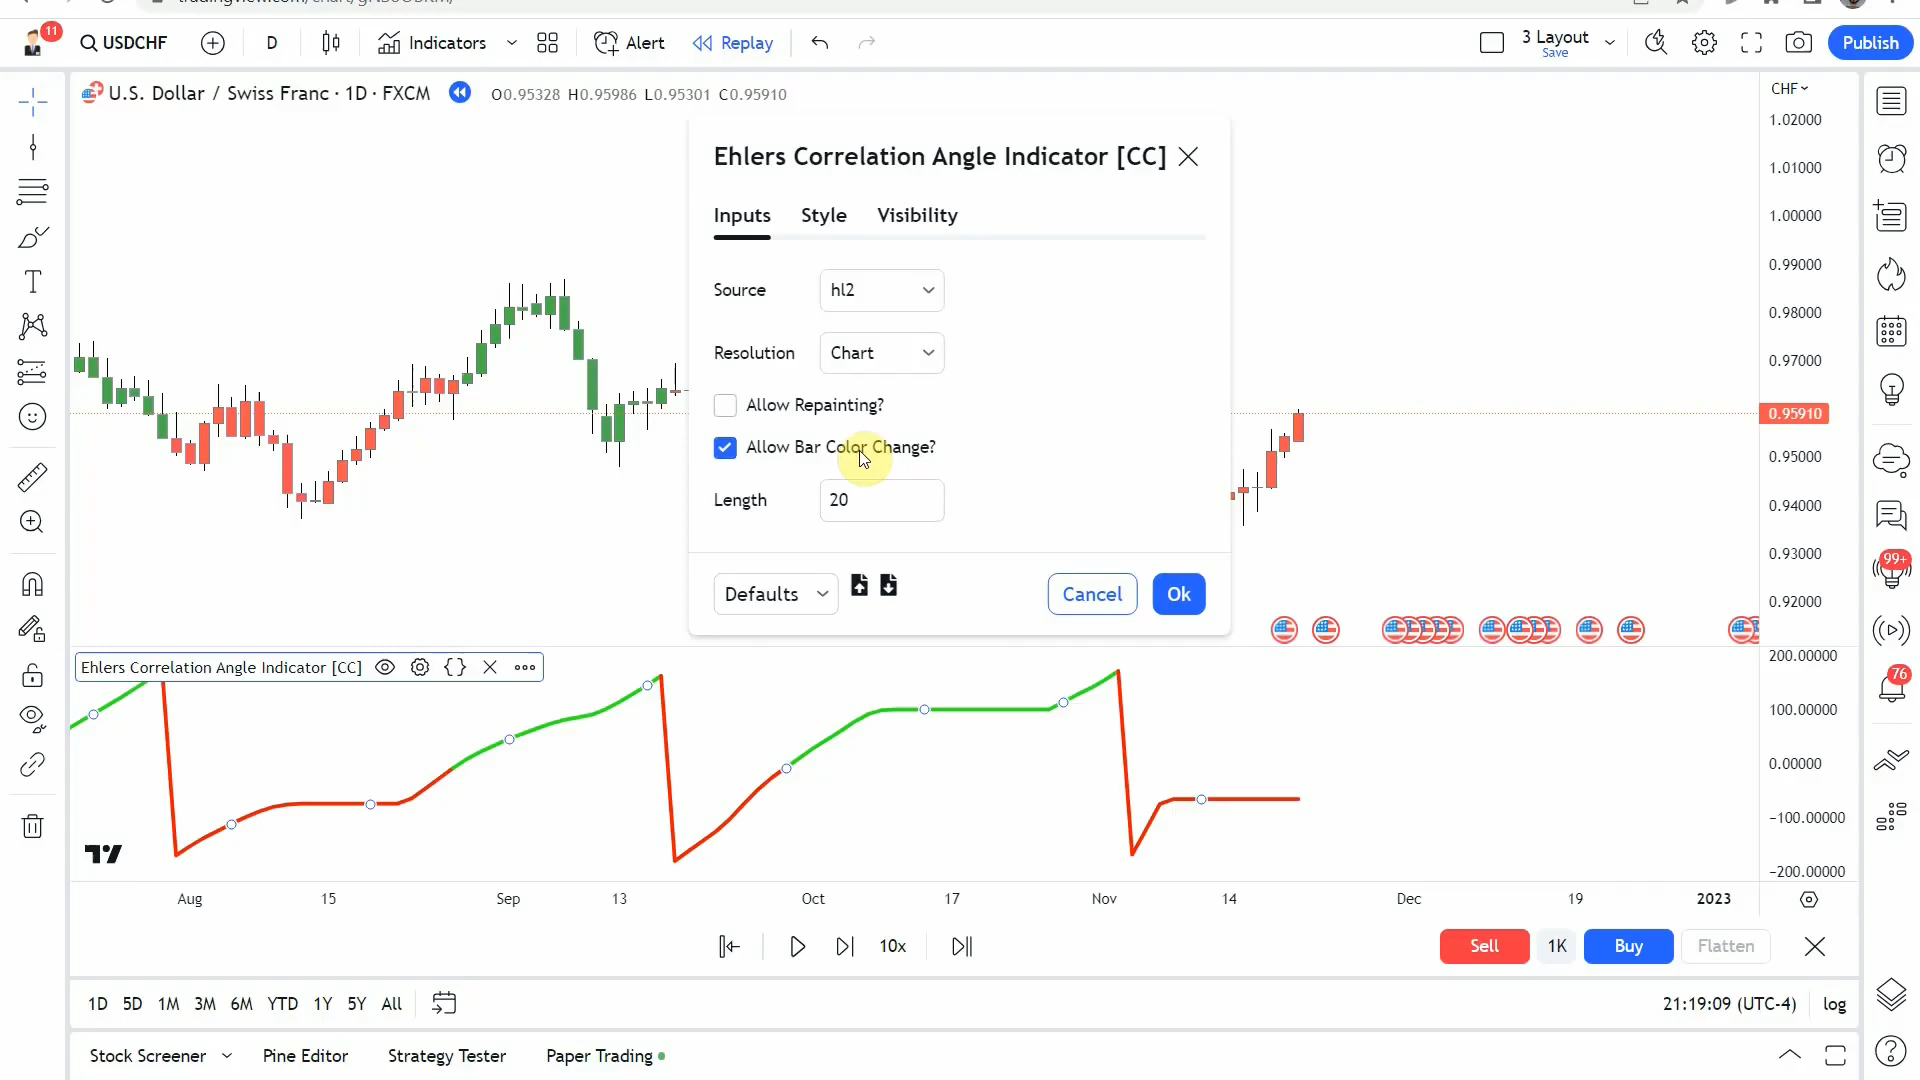 11
USDCHF
D
Indicators
Alert
Replay
3 Layout
Save
Publish
U.S. Dollar / Swiss Franc · 1D · FXCM
O0.95328 H0.95986 L0.95301 C0.95910
CHF
1.02000
1.01000
1.00000
0.99000
0.98000
0.97000
0.95910
0.95000
0.94000
0.93000
0.92000
Ehlers Correlation Angle Indicator [CC]
Inputs Style Visibility
Source hl2
Resolution Chart
Allow Repainting?
Allow Bar Color Change?
Length 20
Defaults
Cancel Ok
99+
76
Ehlers Correlation Angle Indicator [CC]
200.00000
100.00000
0.00000
−100.00000
−200.00000
Aug 15 Sep 13 Oct 17 Nov 14 Dec 19 2023
10x
Sell 1K Buy Flatten
1D 5D 1M 3M 6M YTD 1Y 5Y All
21:19:09 (UTC-4) log
Stock Screener Pine Editor Strategy Tester Paper Trading